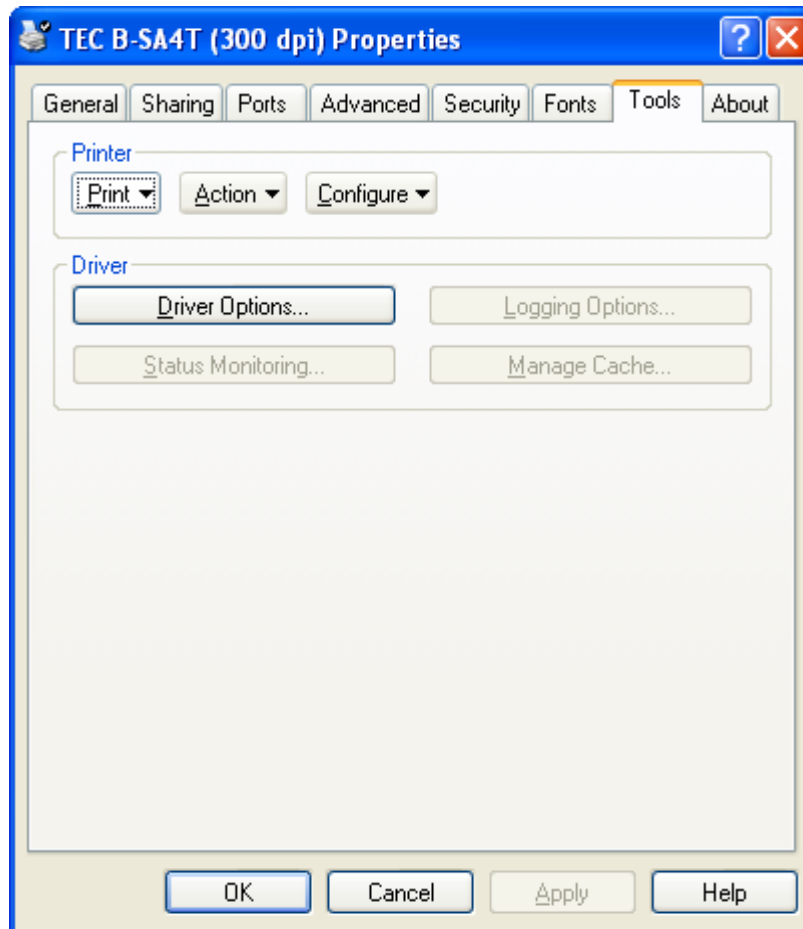 TEC B-SA4T (300 dpi) Properties
General Sharing Ports Advanced Security Fonts Tools About
Printer
Print Action Configure
Driver
Driver Options... Logging Options...
Status Monitoring... Manage Cache...
OK Cancel Apply Help